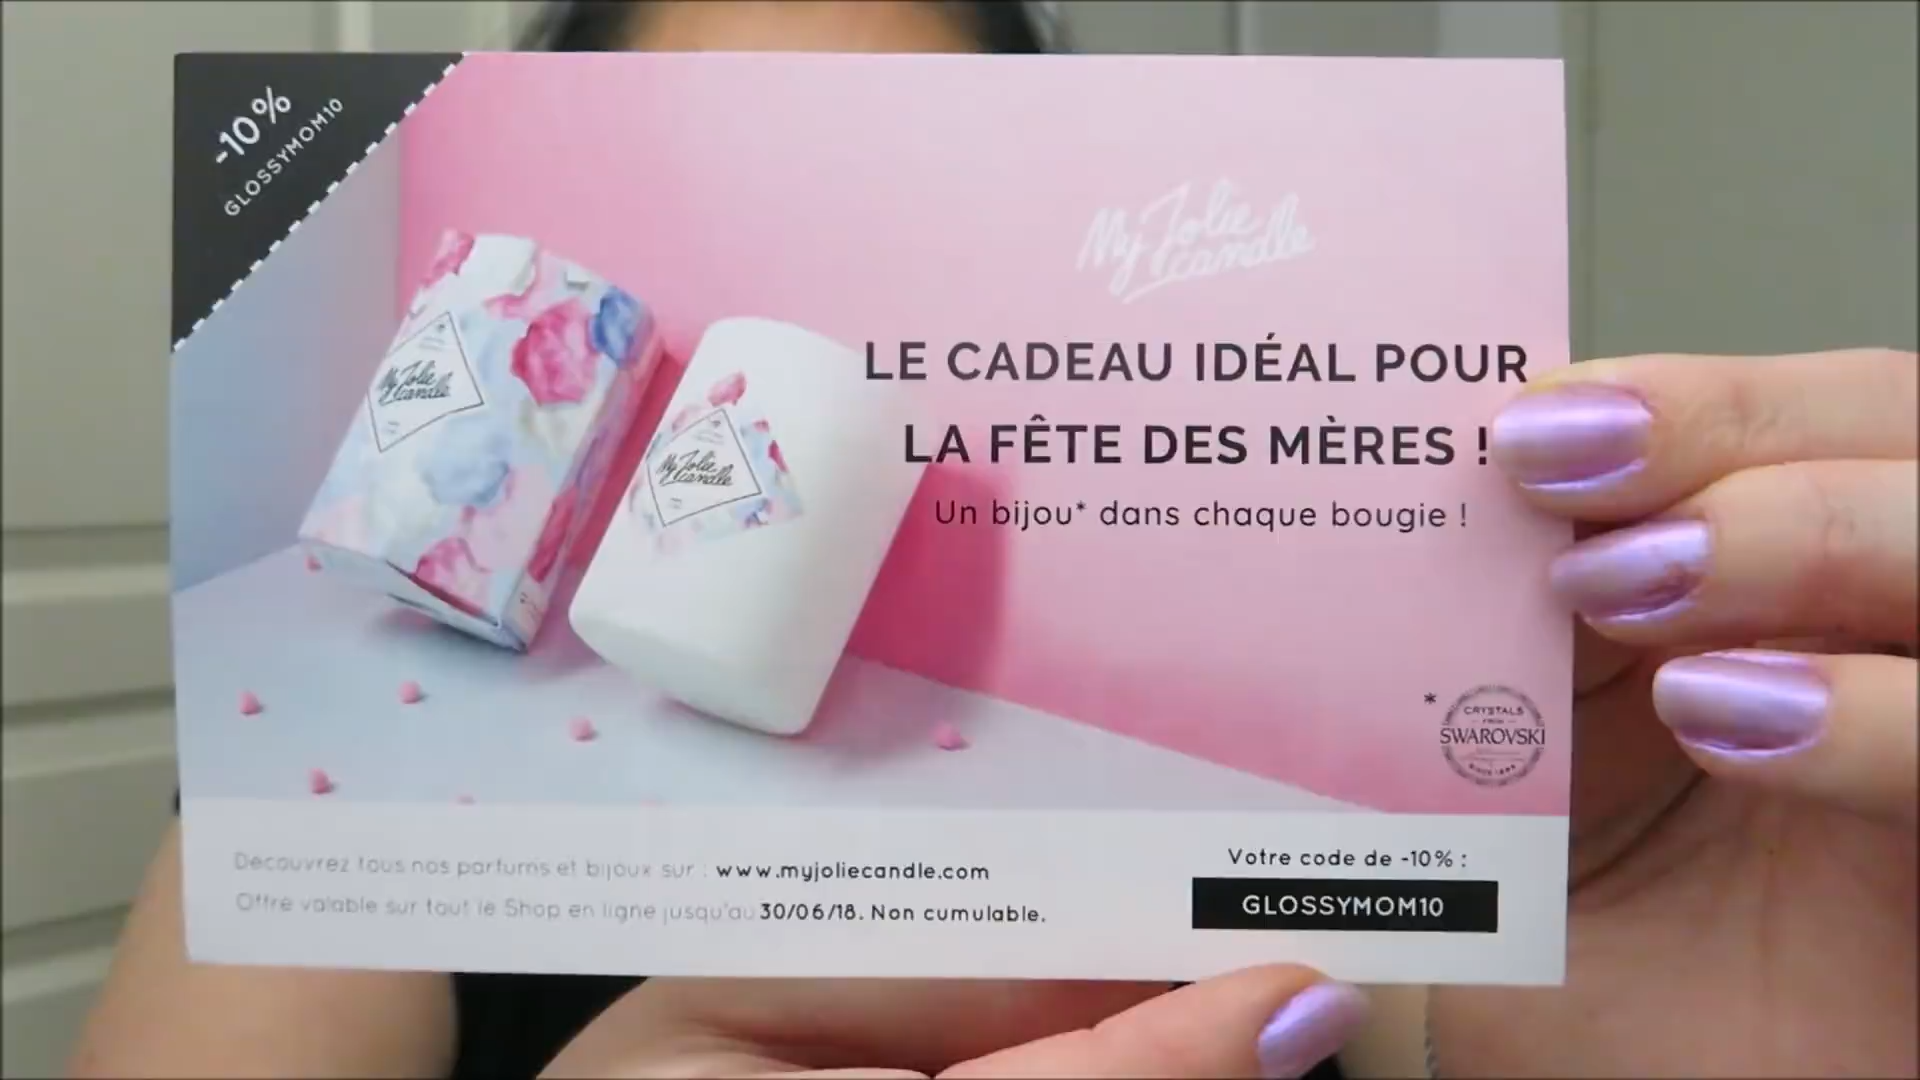 -10%
GLOSSYMOM10
My Jolie
candle
LE CADEAU IDÉAL POUR
LA FÊTE DES MÈRES !
Un bijou* dans chaque bougie !
My Jolie
candle
My Jolie
candle
*
CRYSTALS
FROM
SWAROVSKI
SINCE 1895
Découvrez tous nos parfums et bijoux sur : www.myjoliecandle.com
Offre valable sur tout le Shop en ligne jusqu'au 30/06/18. Non cumulable.
Votre code de -10% :
GLOSSYMOM10